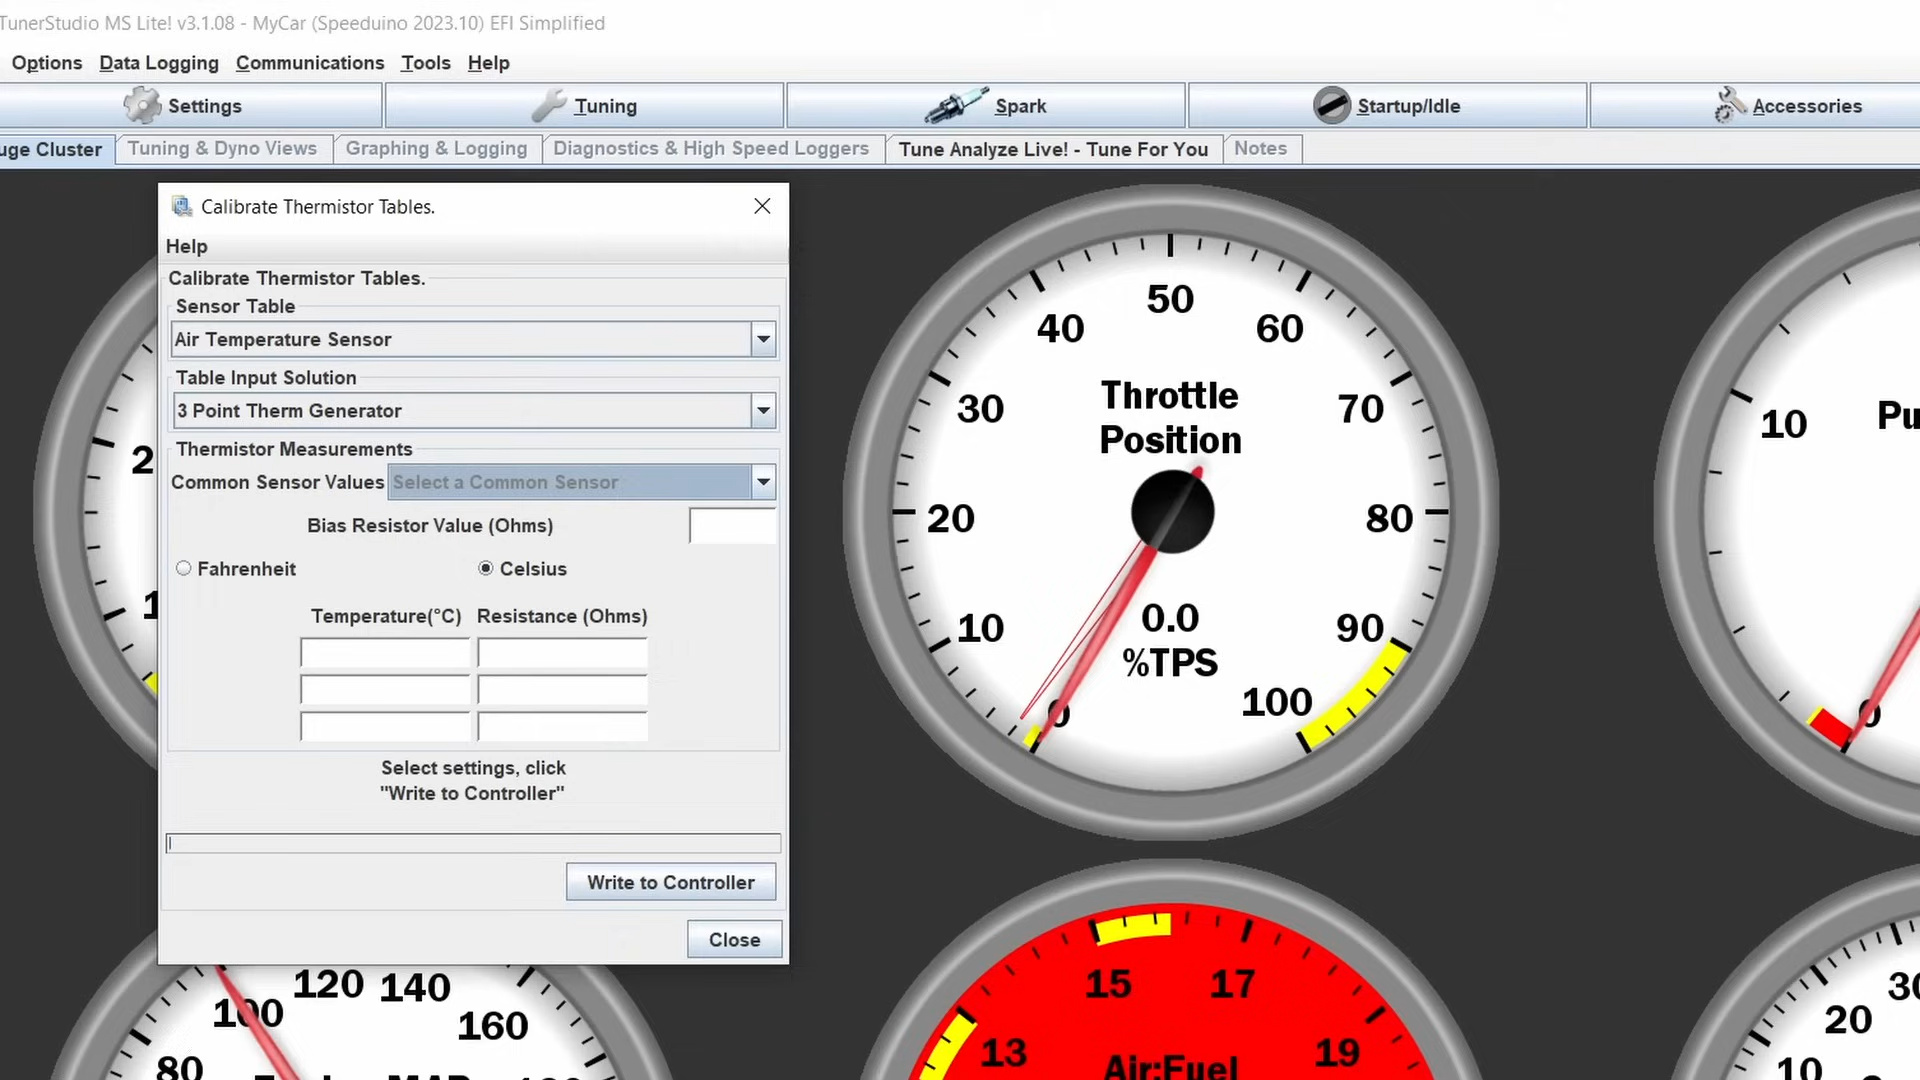 TunerStudio MS Lite! v3.1.08 - MyCar (Speeduino 2023.10) EFI Simplified
Options Data Logging Communications Tools Help
Settings Tuning Spark Startup/Idle Accessories
uge Cluster Tuning & Dyno Views Graphing & Logging Diagnostics & High Speed Loggers Tune Analyze Live! - Tune For You Notes
Calibrate Thermistor Tables.
Help
Calibrate Thermistor Tables.
Sensor Table
Air Temperature Sensor
Table Input Solution
3 Point Therm Generator
Thermistor Measurements
Common Sensor Values Select a Common Sensor
Bias Resistor Value (Ohms)
Fahrenheit Celsius
Temperature(°C) Resistance (Ohms)
Select settings, click
"Write to Controller"
Write to Controller
Close
2
1
50
40 60
30 70
Throttle
Position
20 80
10 90
0.0
%TPS
0 100
10
Pu
0
120 140
100 160
80
15 17
13 19
Air:Fuel
30
20
10